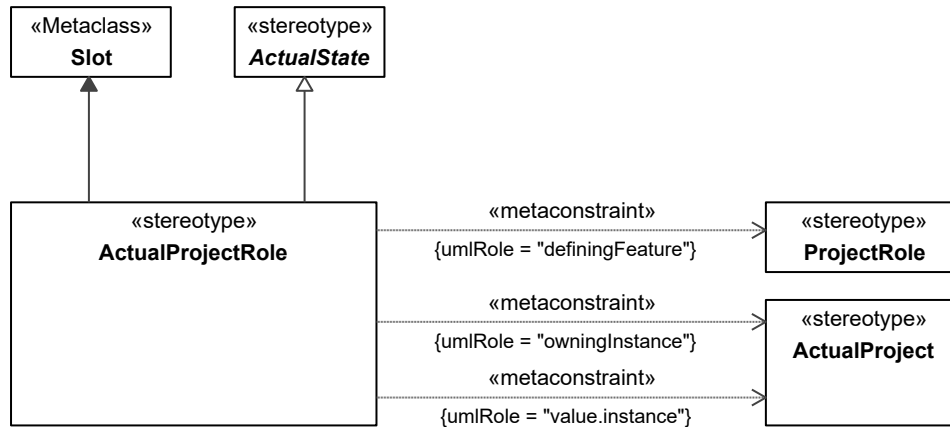 «Metaclass»
Slot
«stereotype»
ActualState
«stereotype»
ActualProjectRole
«metaconstraint»
{umlRole = "definingFeature"}
«stereotype»
ProjectRole
«metaconstraint»
{umlRole = "owningInstance"}
«stereotype»
ActualProject
«metaconstraint»
{umlRole = "value.instance"}